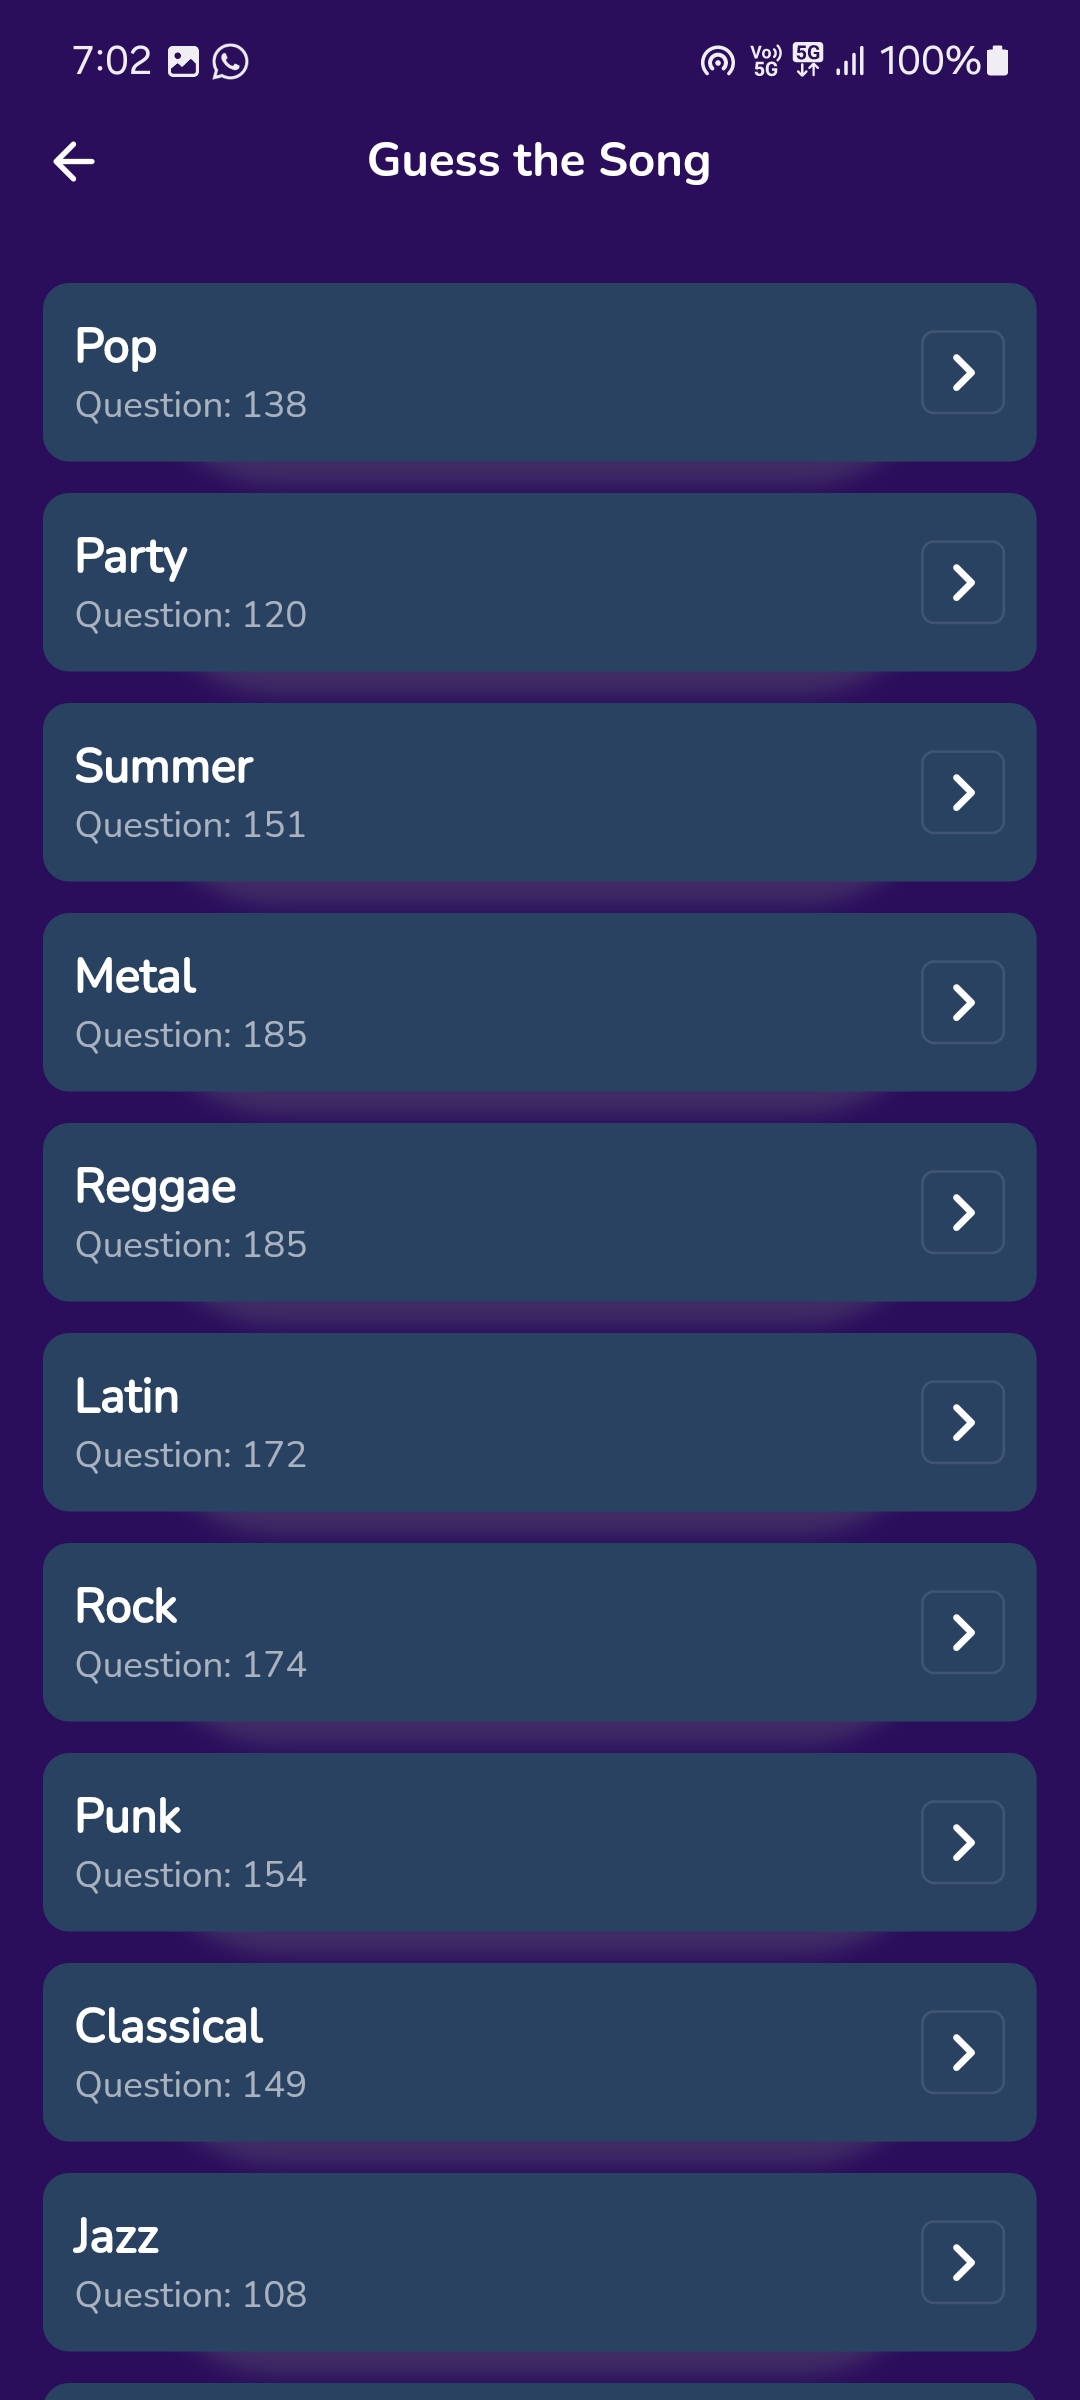 7:02 Vo)) 5G 5G 100%
Guess the Song
Pop
Question: 138
Party
Question: 120
Summer
Question: 151
Metal
Question: 185
Reggae
Question: 185
Latin
Question: 172
Rock
Question: 174
Punk
Question: 154
Classical
Question: 149
Jazz
Question: 108